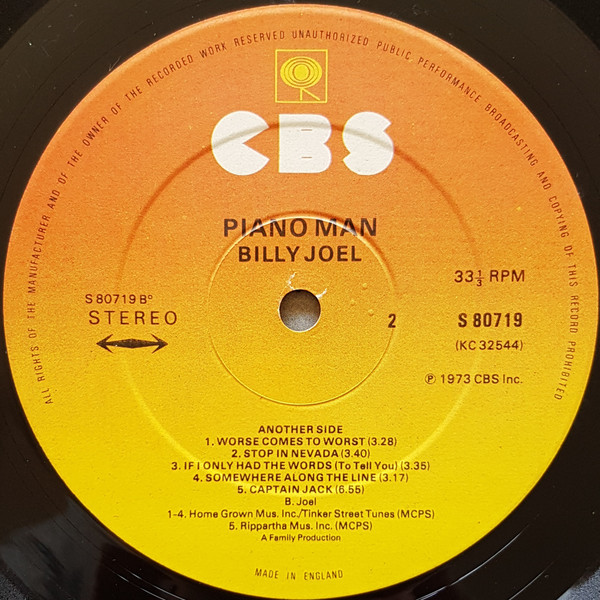 ALL RIGHTS OF THE MANUFACTURER AND OF THE OWNER OF THE RECORDED WORK RESERVED UNAUTHORIZED PUBLIC PERFORMANCE BROADCASTING AND COPYING OF THIS RECORD PROHIBITED
CBS
PIANO MAN
BILLY JOEL
33⅓ RPM
S 80719 B°
STEREO
2
S 80719
(KC 32544)
℗ 1973 CBS Inc.
ANOTHER SIDE
1. WORSE COMES TO WORST (3.28)
2. STOP IN NEVADA (3.40)
3. IF I ONLY HAD THE WORDS (To Tell You) (3.35)
4. SOMEWHERE ALONG THE LINE (3.17)
5. CAPTAIN JACK (6.55)
B. Joel
1-4. Home Grown Mus. Inc./Tinker Street Tunes (MCPS)
5. Rippartha Mus. Inc. (MCPS)
A Family Production
MADE IN ENGLAND